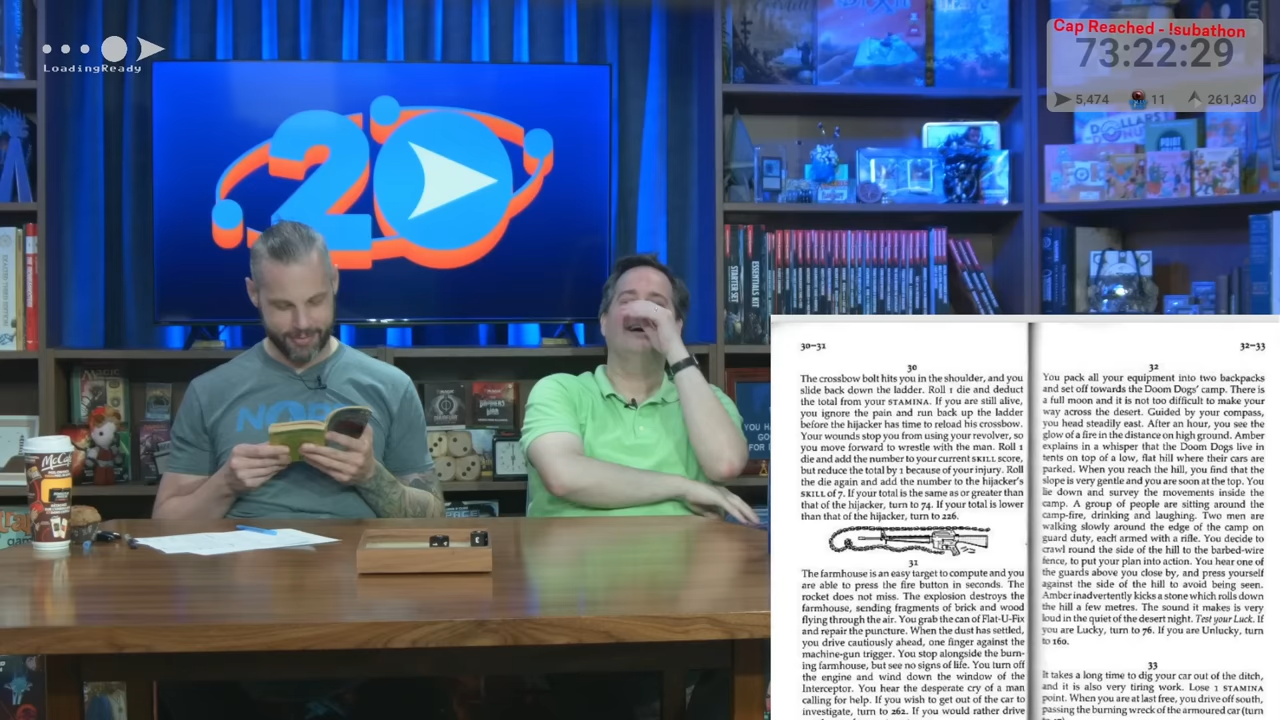 LoadingReady
Cap Reached - !subathon
73:22:29
5,474 11 261,340
20
STARTER SET
ESSENTIALS KIT
NORT
McCaf
30-31
30
The crossbow bolt hits you in the shoulder, and you
slide back down the ladder. Roll 1 die and deduct
the total from your STAMINA. If you are still alive,
you ignore the pain and run back up the ladder
before the hijacker has time to reload his crossbow.
Your wounds stop you from using your revolver, so
you move forward to wrestle with the man. Roll 1
die and add the number to your current SKILL score,
but reduce the total by 1 because of your injury. Roll
the die again and add the number to the hijacker's
SKILL of 7. If your total is the same as or greater than
that of the hijacker, turn to 74. If your total is lower
than that of the hijacker, turn to 226.
31
The farmhouse is an easy target to compute and you
are able to press the fire button in seconds. The
rocket does not miss. The explosion destroys the
farmhouse, sending fragments of brick and wood
flying through the air. You grab the can of Flat-U-Fix
and repair the puncture. When the dust has settled,
you drive cautiously ahead, one finger against the
machine-gun trigger. You stop alongside the burn-
ing farmhouse, but see no signs of life. You turn off
the engine and wind down the window of the
Interceptor. You hear the desperate cry of a man
calling for help. If you wish to get out of the car to
investigate, turn to 262. If you would rather drive
32-33
32
You pack all your equipment into two backpacks
and set off towards the Doom Dogs' camp. There is
a full moon and it is not too difficult to make your
way across the desert. Guided by your compass,
you head steadily east. After an hour, you see the
glow of a fire in the distance on high ground. Amber
explains in a whisper that the Doom Dogs live in
tents on top of a low, flat hill where their cars are
parked. When you reach the hill, you find that the
slope is very gentle and you are soon at the top. You
lie down and survey the movements inside the
camp. A group of people are sitting around the
camp-fire, drinking and laughing. Two men are
walking slowly around the edge of the camp on
guard duty, each armed with a rifle. You decide to
crawl round the side of the hill to the barbed-wire
fence, to put your plan into action. You hear one of
the guards above you close by, and press yourself
against the side of the hill to avoid being seen.
Amber inadvertently kicks a stone which rolls down
the hill a few metres. The sound it makes is very
loud in the quiet of the desert night. Test your Luck. If
you are Lucky, turn to 76. If you are Unlucky, turn
to 160.
33
It takes a long time to dig your car out of the ditch,
and it is also very tiring work. Lose 1 STAMINA
point. When you are at last free, you drive off south,
passing the burning wreck of the armoured car (turn